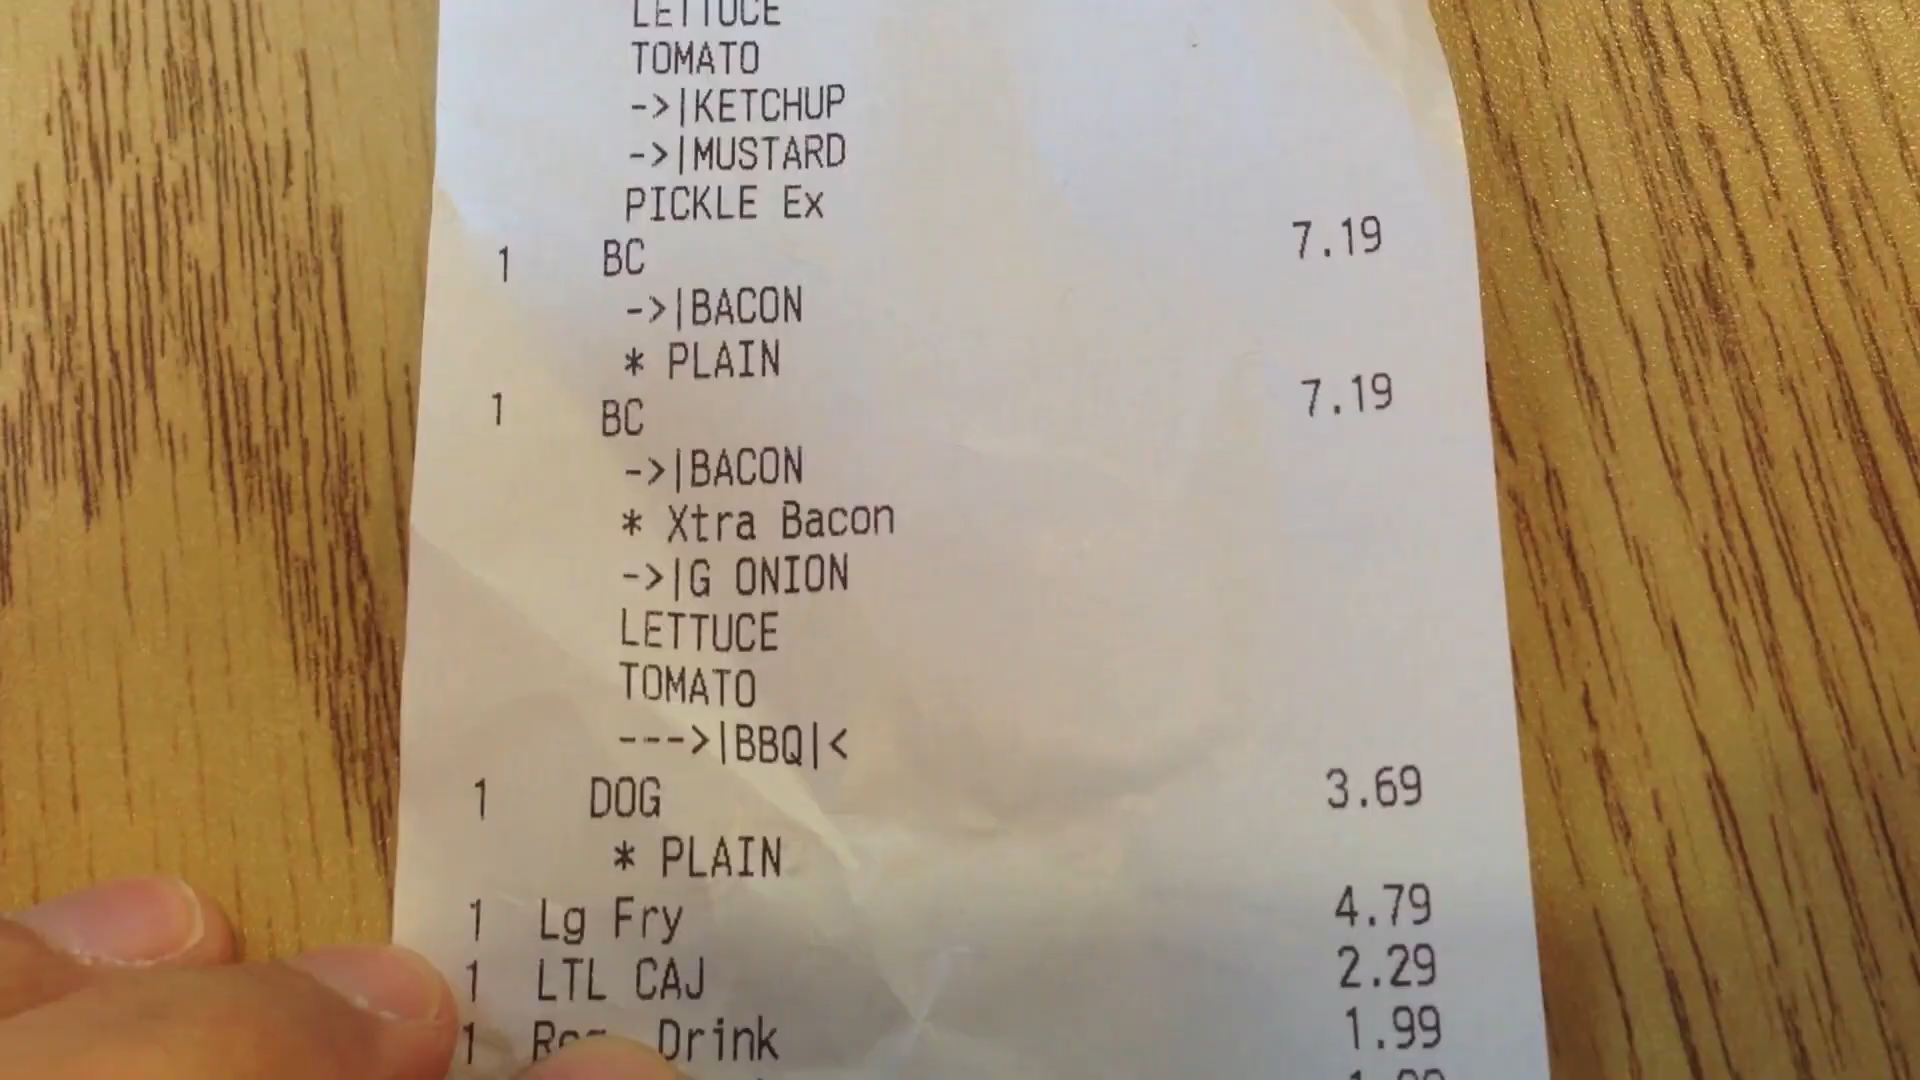 LETTUCE
TOMATO
->|KETCHUP
->|MUSTARD
PICKLE Ex
1 BC 7.19
->|BACON
* PLAIN
1 BC 7.19
->|BACON
* Xtra Bacon
->|G ONION
LETTUCE
TOMATO
--->|BBQ|<
1 DOG 3.69
* PLAIN
1 Lg Fry 4.79
1 LTL CAJ 2.29
1 Drink 1.99